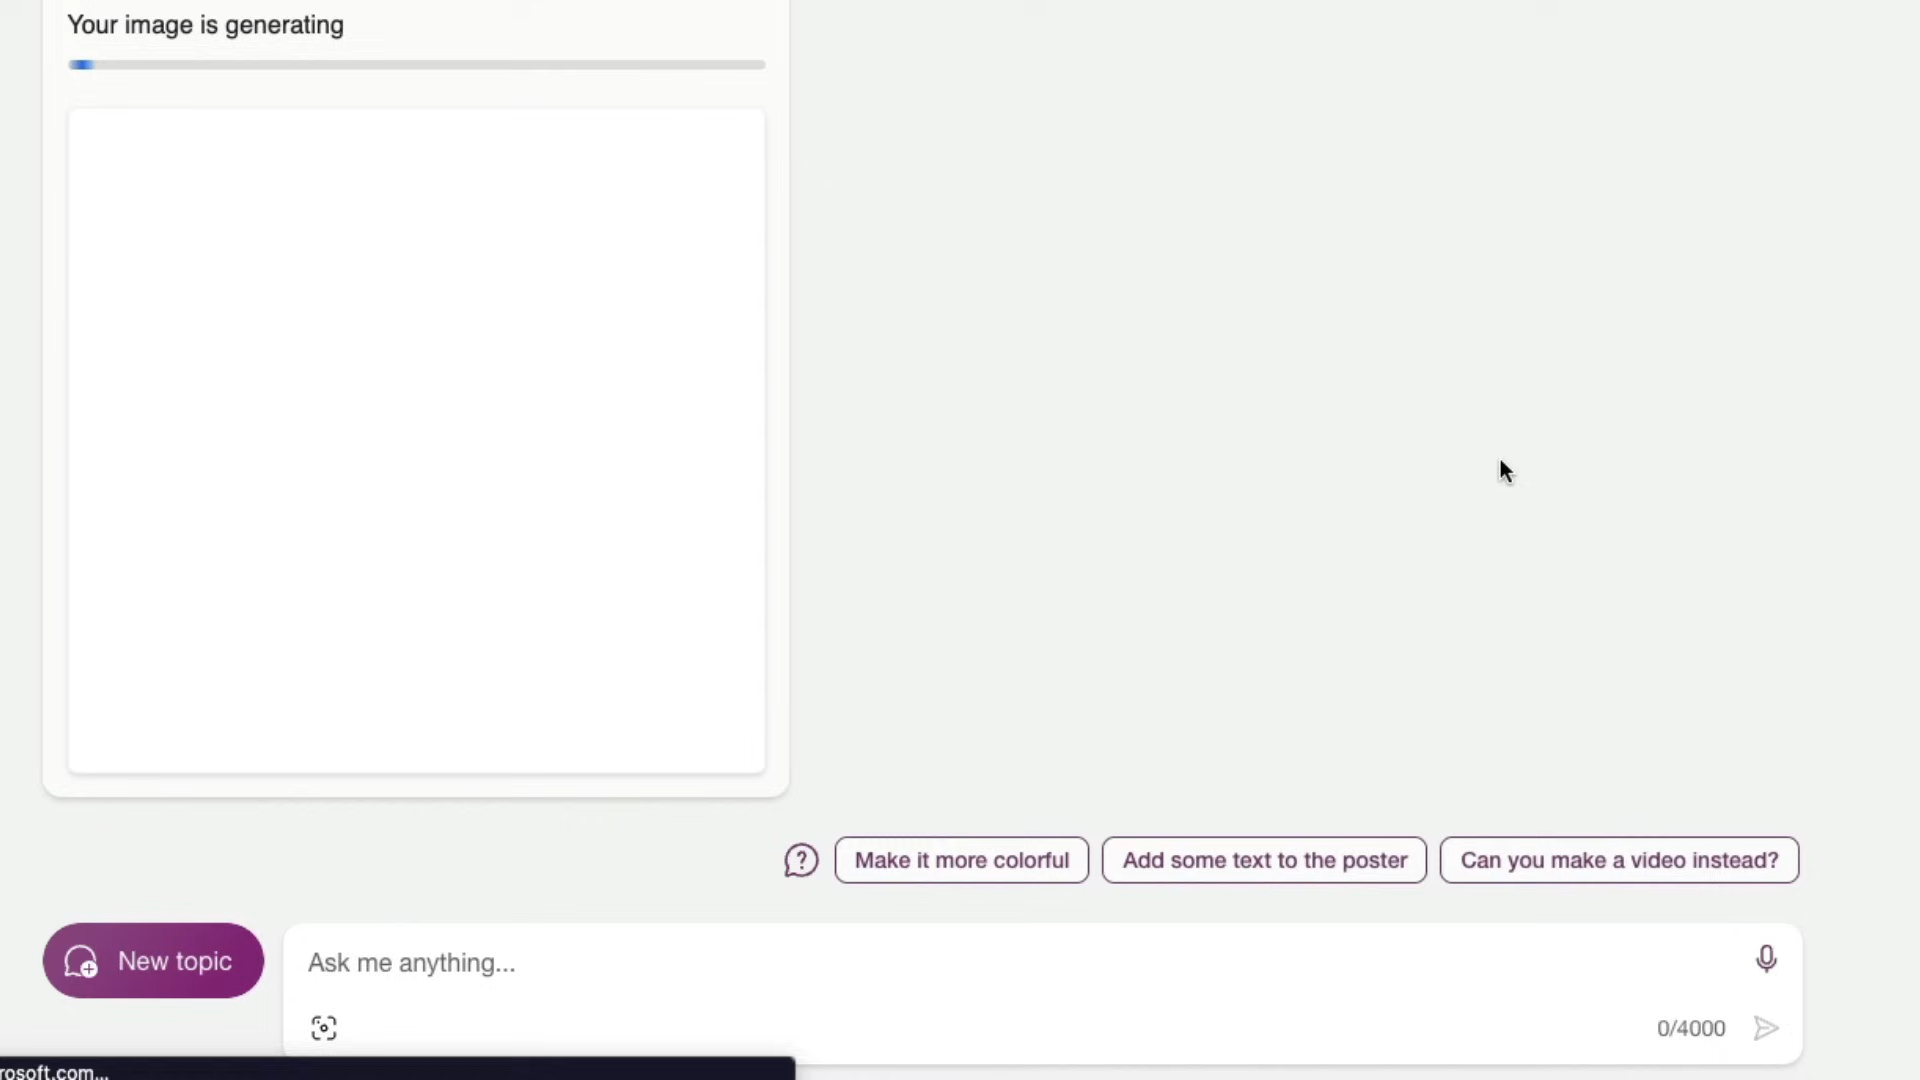 Your image is generating
Make it more colorful
Add some text to the poster
Can you make a video instead?
New topic
Ask me anything...
0/4000
rosoft.com...